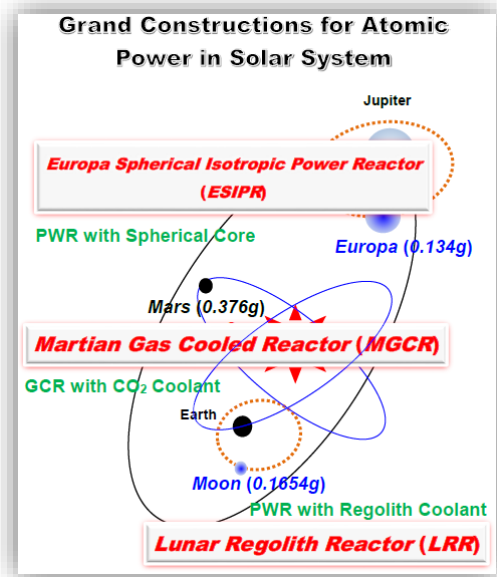 Grand Constructions for Atomic
Power in Solar System
Jupiter
Europa Spherical Isotropic Power Reactor
(ESIPR)
PWR with Spherical Core
Europa (0.134g)
Mars (0.376g)
Martian Gas Cooled Reactor (MGCR)
GCR with CO₂ Coolant
Earth
Moon (0.1654g)
PWR with Regolith Coolant
Lunar Regolith Reactor (LRR)